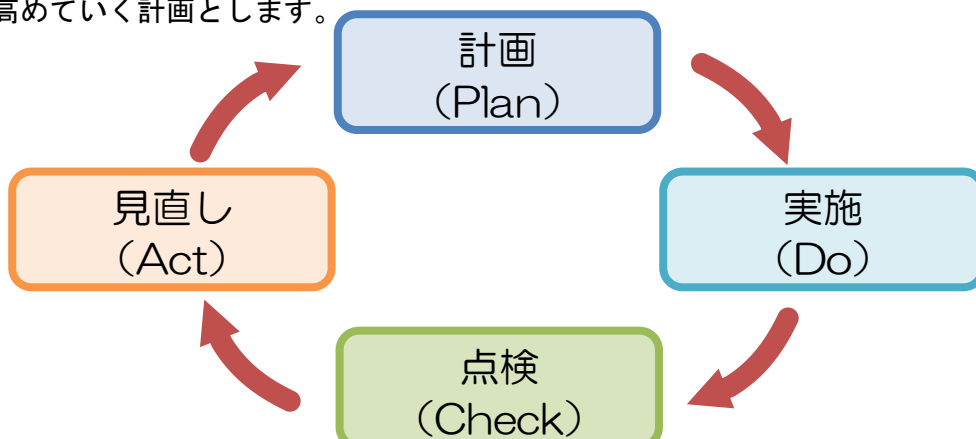 高めていく計画とします。
計画
（Plan）
実施
（Do）
点検
（Check）
見直し
（Act）